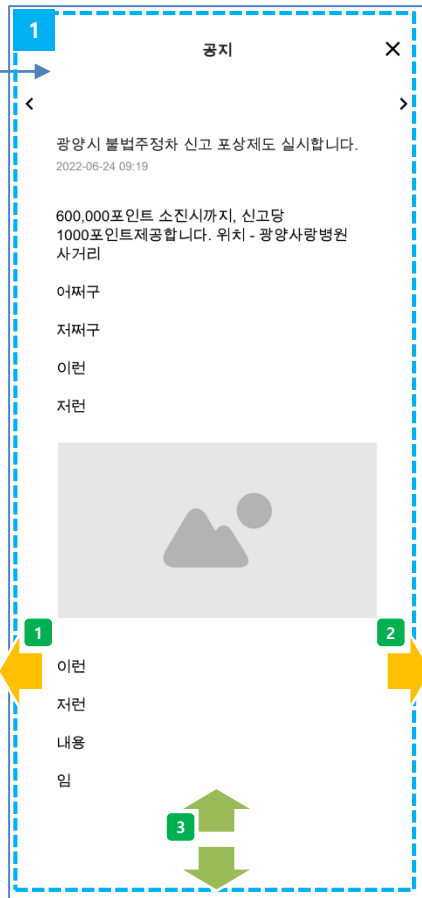 1
공지
광양시 불법주정차 신고 포상제도 실시합니다.
2022-06-24 09:19
600,000포인트 소진시까지, 신고당
1000포인트제공합니다. 위치 - 광양사랑병원
사거리
어쩌구
저쩌구
이런
저런
1
2
이런
저런
내용
임
3